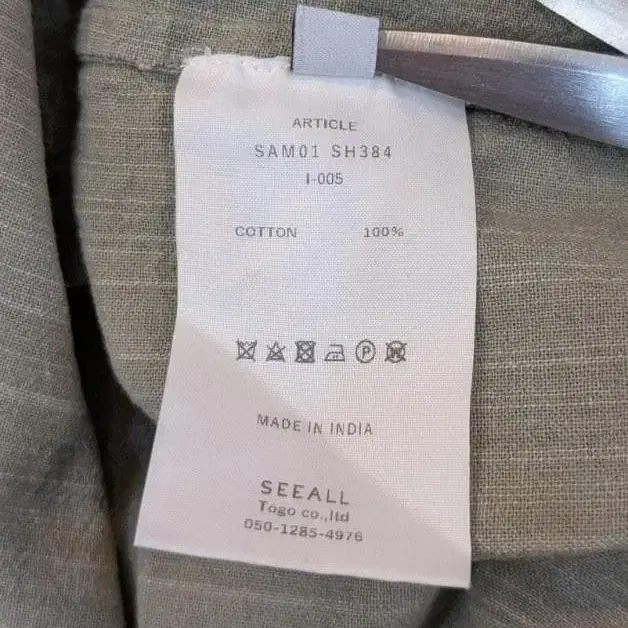 ARTICLE
SAM01 SH384
I-005
COTTON 100%
MADE IN INDIA
SEEALL
Togo co.,ltd
050-1285-4976